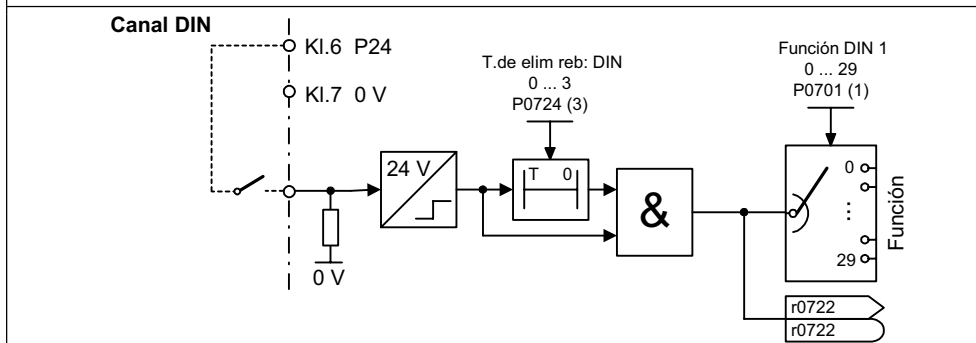 Canal DIN
Kl.6 P24
Kl.7 0 V
T.de elim reb: DIN
0 ... 3
P0724 (3)
Función DIN 1
0 ... 29
P0701 (1)
24 V
T 0
&
0
29
Función
0 V
r0722
r0722